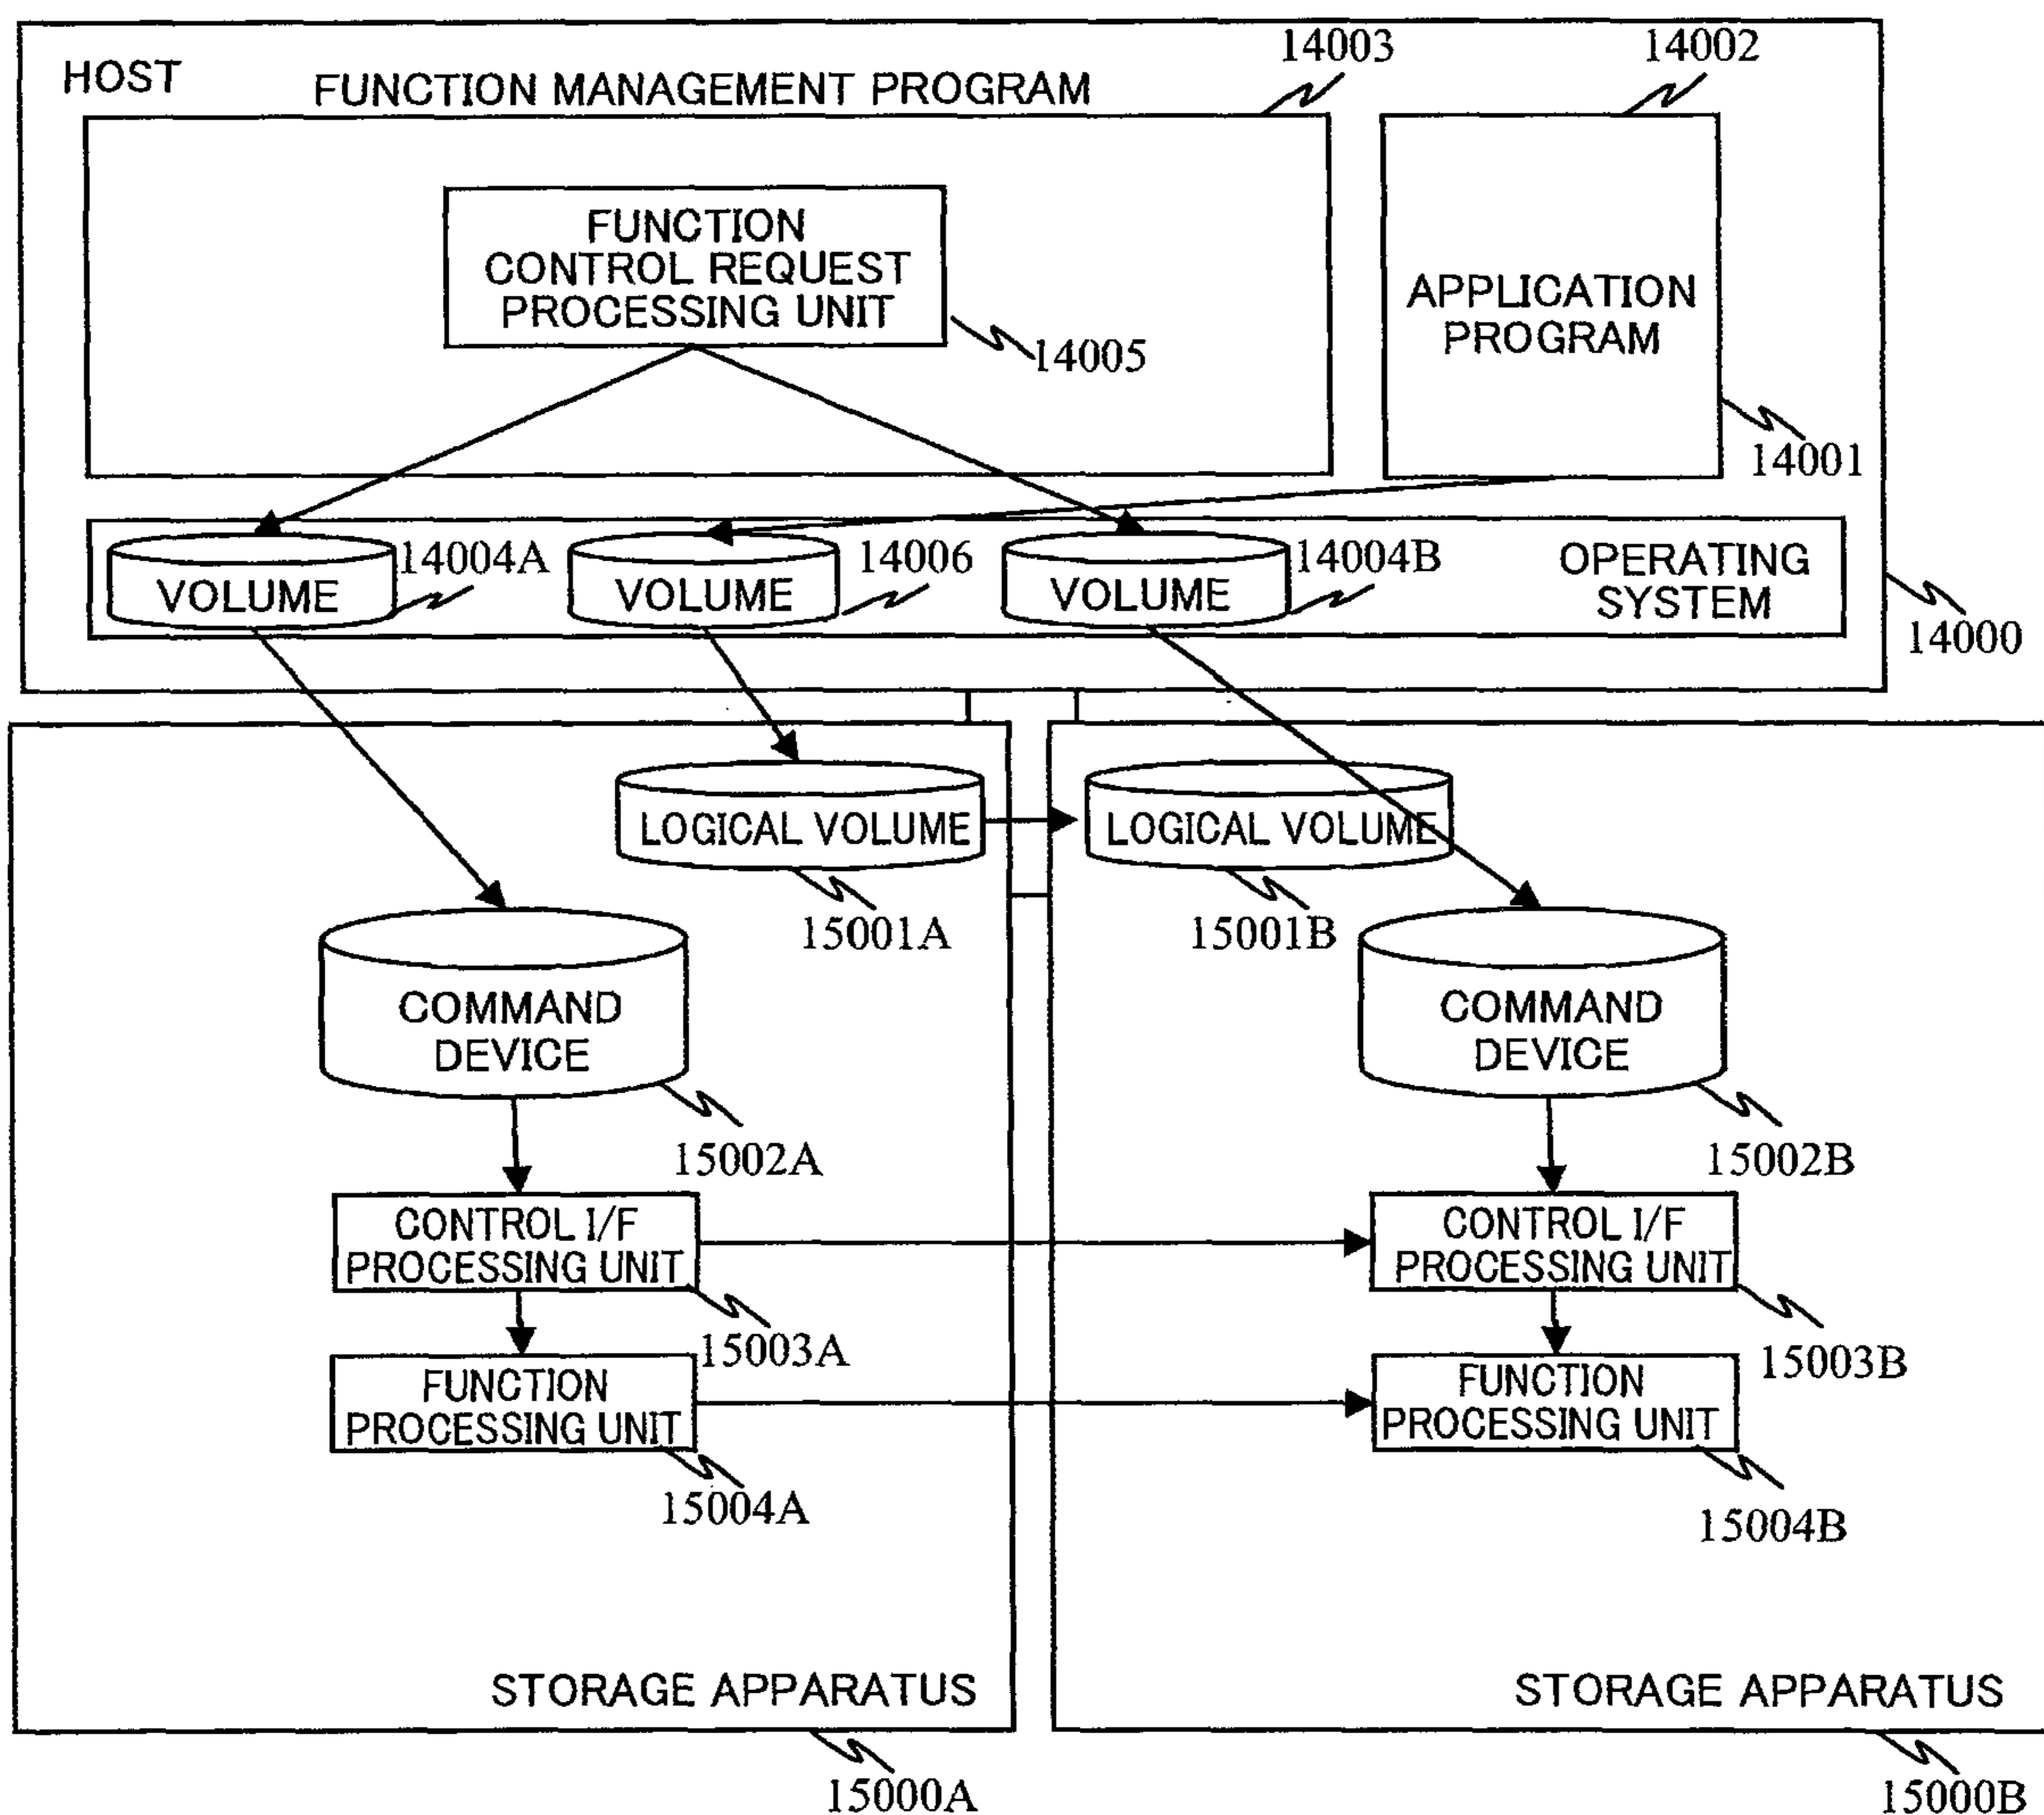 14003
14002
HOST
FUNCTION MANAGEMENT PROGRAM
FUNCTION
CONTROL REQUEST
PROCESSING UNIT
14005
APPLICATION
PROGRAM
14001
VOLUME
14004A
VOLUME
14006
VOLUME
14004B
OPERATING
SYSTEM
14000
LOGICAL VOLUME
LOGICAL VOLUME
15001A
15001B
COMMAND
DEVICE
COMMAND
DEVICE
15002A
15002B
CONTROL I/F
PROCESSING UNIT
CONTROL I/F
PROCESSING UNIT
15003A
15003B
FUNCTION
PROCESSING UNIT
FUNCTION
PROCESSING UNIT
15004A
15004B
STORAGE APPARATUS
STORAGE APPARATUS
15000A
15000B